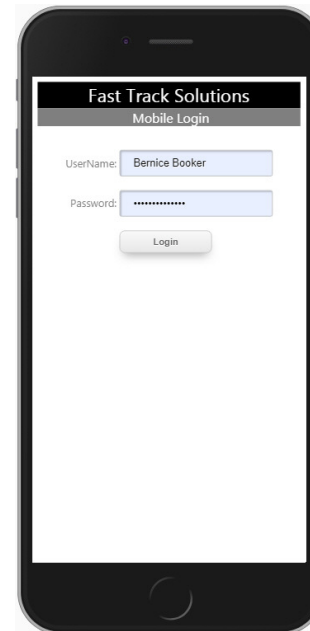 Fast Track Solutions
Mobile Login
UserName: Bernice Booker
Password: ••••••••••••••
Login